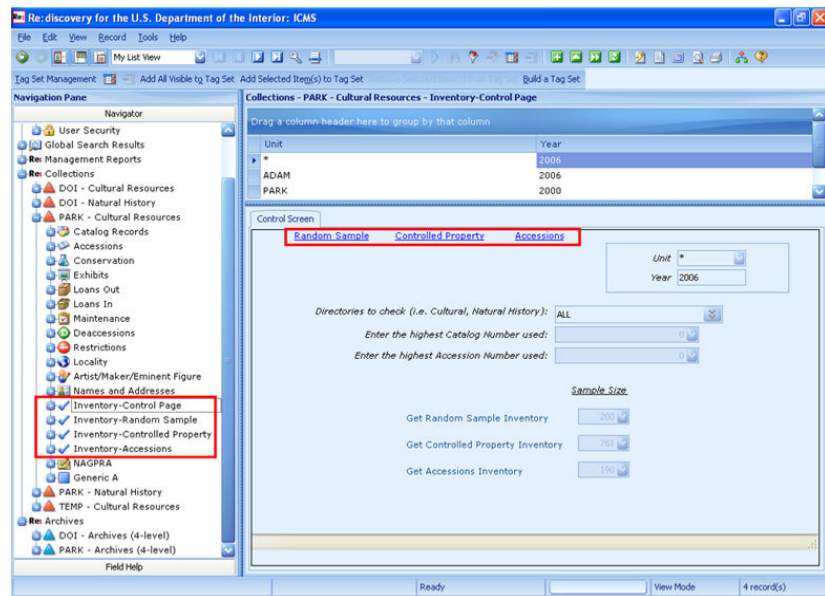 Re:discovery for the U.S. Department of the Interior: ICMS
File Edit View Record Tools Help
My List View
Tag Set Management Add All Visible to Tag Set Add Selected Item(s) to Tag Set Build a Tag Set
Navigation Pane
Navigator
User Security
Global Search Results
Re: Management Reports
Re: Collections
DOI - Cultural Resources
DOI - Natural History
PARK - Cultural Resources
Catalog Records
Accessions
Conservation
Exhibits
Loans Out
Loans In
Maintenance
Deaccessions
Restrictions
Locality
Artist/Maker/Eminent Figure
Names and Addresses
Inventory-Control Page
Inventory-Random Sample
Inventory-Controlled Property
Inventory-Accessions
NAGPRA
Generic A
PARK - Natural History
TEMP - Cultural Resources
Re: Archives
DOI - Archives (4-level)
PARK - Archives (4-level)
Field Help
Collections - PARK - Cultural Resources - Inventory-Control Page
Drag a column header here to group by that column
Unit Year
* 2006
ADAM 2006
PARK 2000
Control Screen
Random Sample Controlled Property Accessions
Unit *
Year 2006
Directories to check (i.e. Cultural, Natural History): ALL
Enter the highest Catalog Number used: 0
Enter the highest Accession Number used: 0
Sample Size
Get Random Sample Inventory 200
Get Controlled Property Inventory 761
Get Accessions Inventory 190
Ready View Mode 4 record(s)